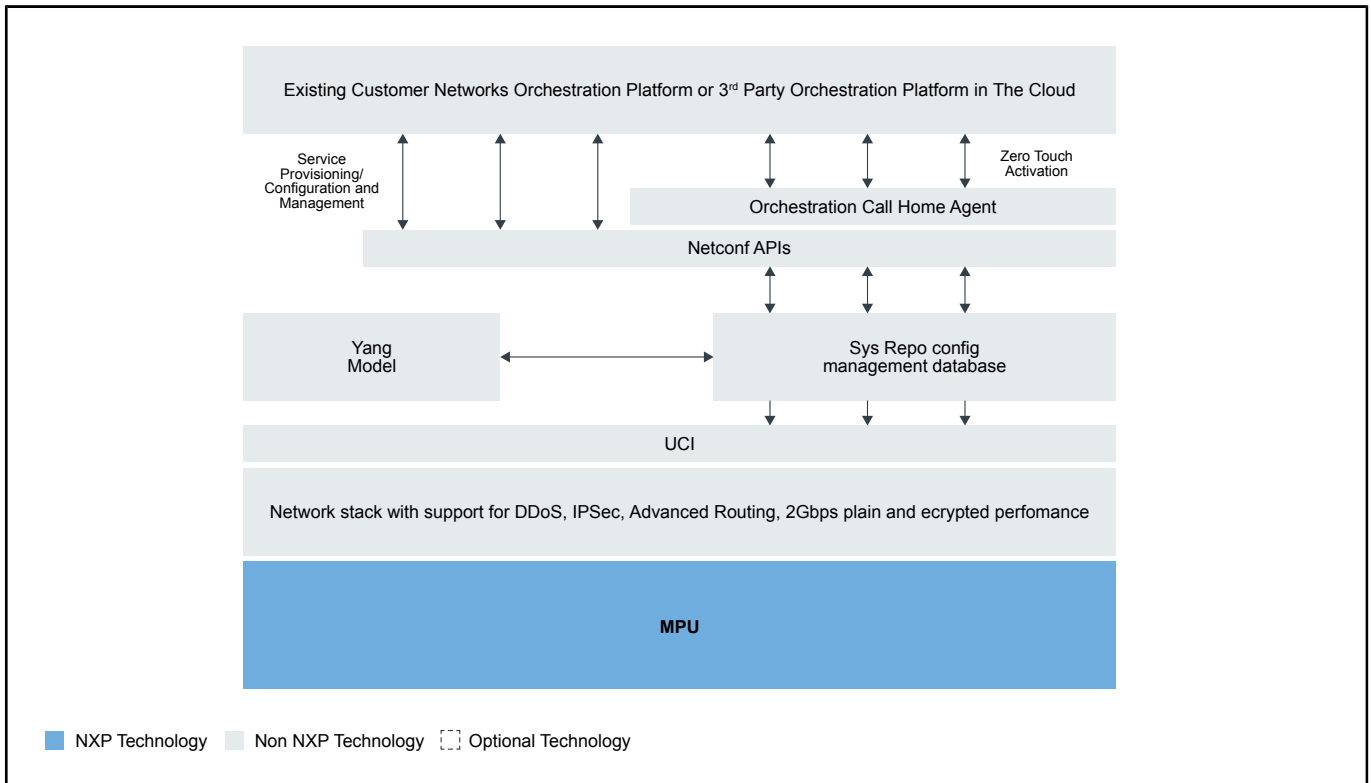 Existing Customer Networks Orchestration Platform or 3rd Party Orchestration Platform in The Cloud
Service
Provisioning/
Configuration and
Management
Zero Touch
Activation
Orchestration Call Home Agent
Netconf APIs
Yang
Model
Sys Repo config
management database
UCI
Network stack with support for DDoS, IPSec, Advanced Routing, 2Gbps plain and ecrypted perfomance
MPU
NXP Technology
Non NXP Technology
Optional Technology